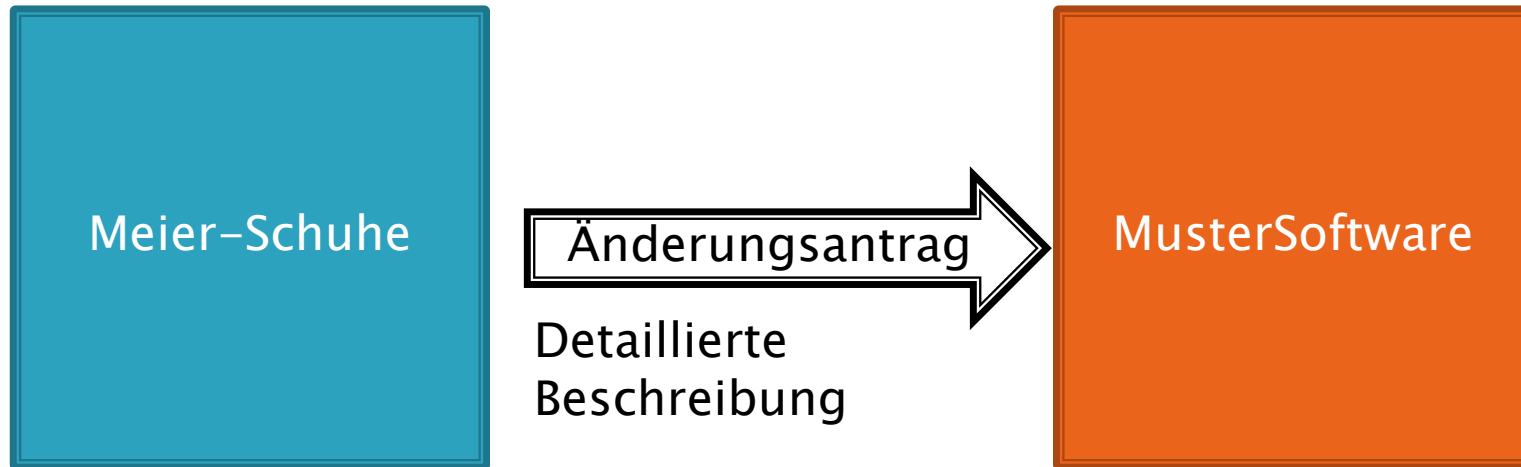 Meier-Schuhe
Änderungsantrag
MusterSoftware
Detaillierte
Beschreibung